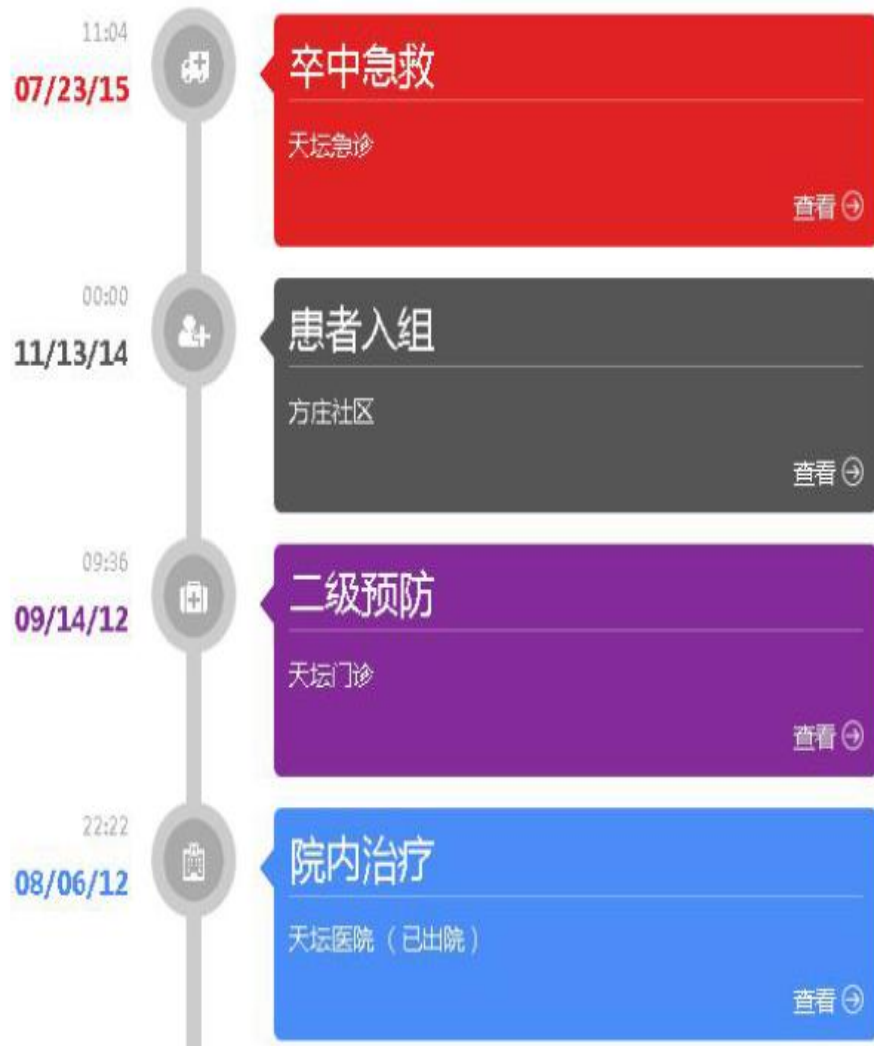 11:04
07/23/15
卒中急救
天坛急诊
查看
00:00
11/13/14
患者入组
方庄社区
查看
09:36
09/14/12
二级预防
天坛门诊
查看
22:22
08/06/12
院内治疗
天坛医院（已出院）
查看